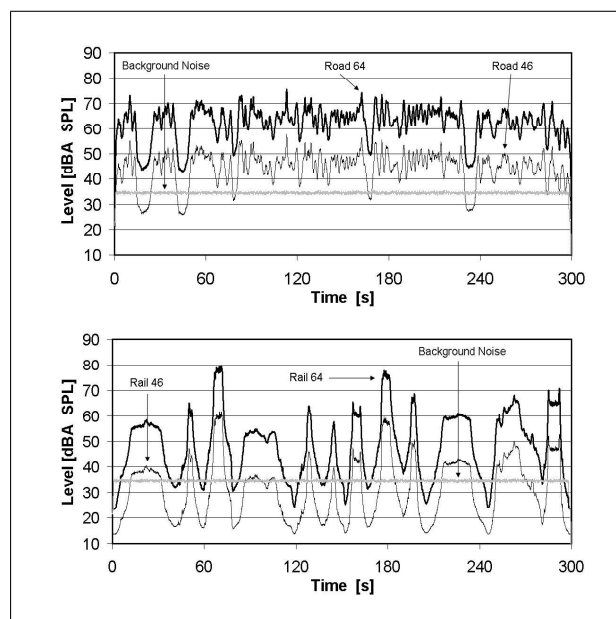 90
80
70
60
50
40
30
20
10
Level [dBA SPL]
Background Noise
Road 64
Road 46
0 60 120 180 240 300
Time [s]
90
80
70
60
50
40
30
20
10
Level [dBA SPL]
Rail 46
Rail 64
Background Noise
0 60 120 180 240 300
Time [s]